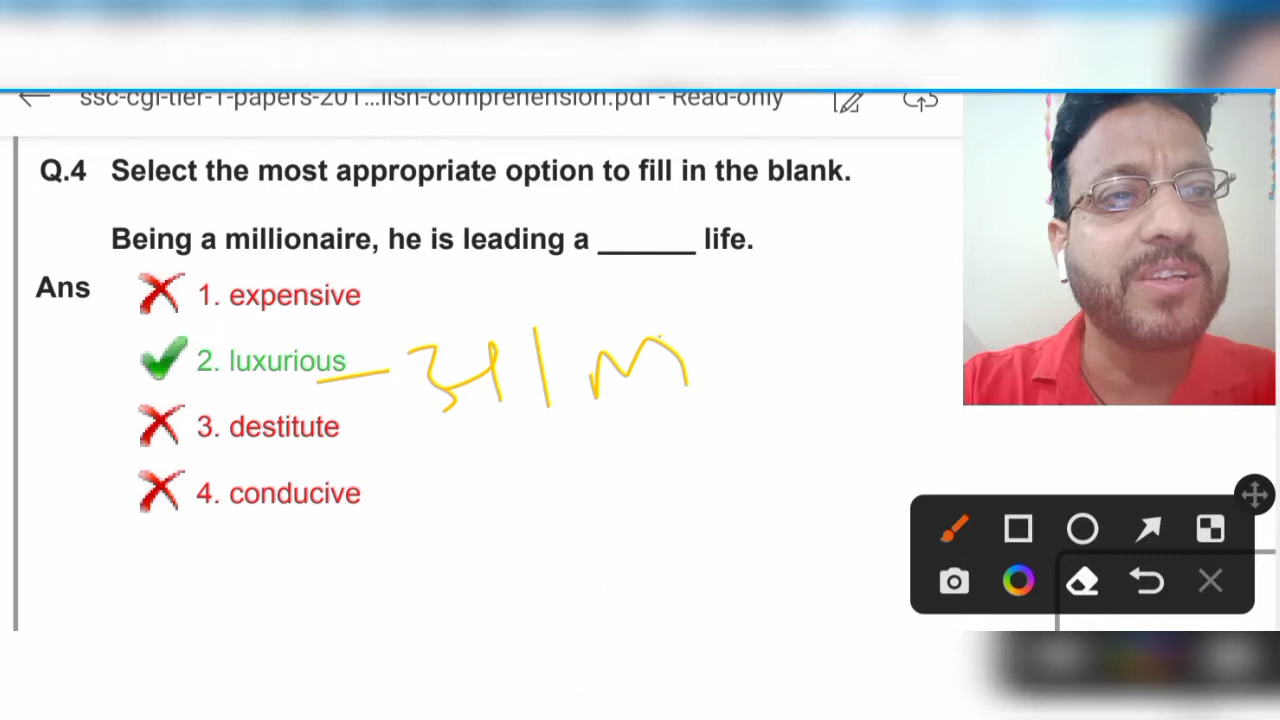 ssc-cgl-tier-1-papers-201...lish-comprehension.pdf - Read-only
Q.4 Select the most appropriate option to fill in the blank.
Being a millionaire, he is leading a ______ life.
Ans
1. expensive
2. luxurious
3. destitute
4. conducive